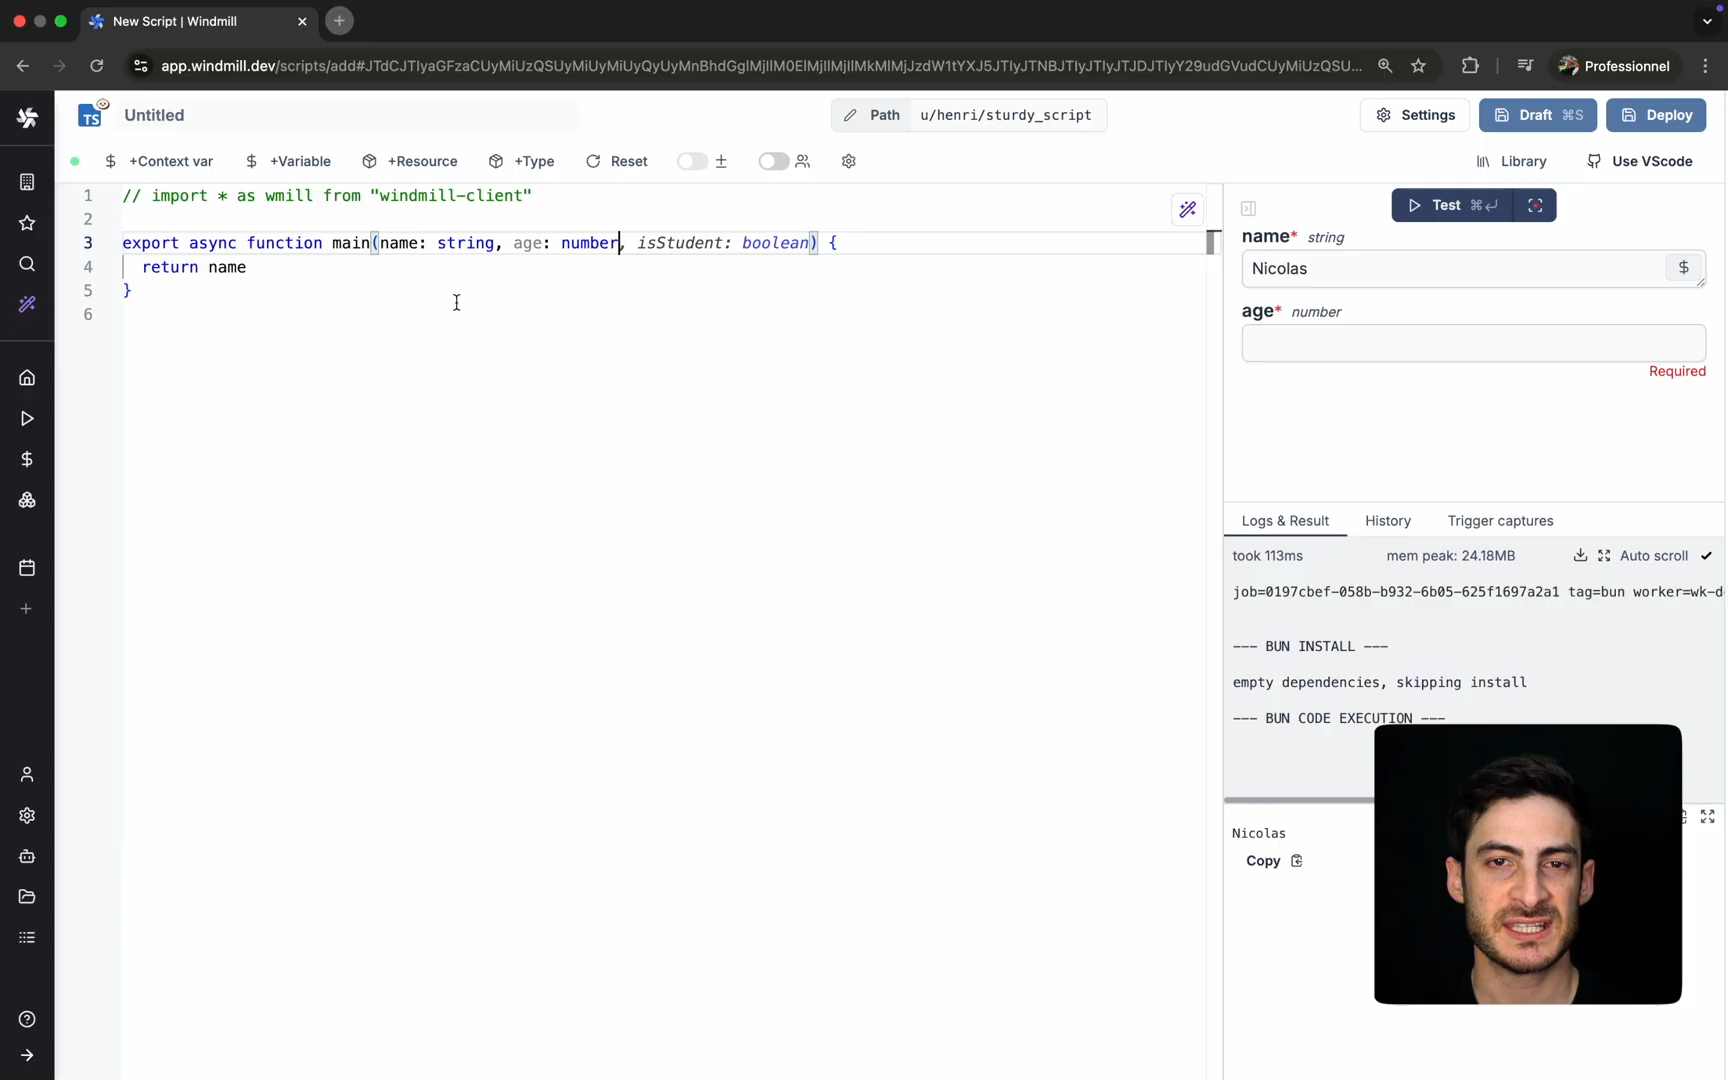 New Script | Windmill
app.windmill.dev/scripts/add#JTdCJTIyaGFzaCUyMiUzQSUyMiUyMiUyQyUyMnBhdGglMjIlM0ElMjIlMjIlMkMlMjJzdW1tYXJ5JTIyJTNBJTIyJTIyJTJDJTIyY29udGVudCUyMiUzQSU...
Professionnel
TS
Untitled
Path u/henri/sturdy_script
Settings
Draft ⌘S
Deploy
+Context var
+Variable
+Resource
+Type
Reset
±
Library
Use VScode
1 // import * as wmill from "windmill-client"
2
3 export async function main(name: string, age: number, isStudent: boolean) {
4 return name
5 }
6
Test ⌘↵
name* string
Nicolas
$
age* number
Required
Logs & Result
History
Trigger captures
took 113ms
mem peak: 24.18MB
Auto scroll
job=0197cbef-058b-b932-6b05-625f1697a2a1 tag=bun worker=wk-d
--- BUN INSTALL ---
empty dependencies, skipping install
--- BUN CODE EXECUTION ---
Nicolas
Copy